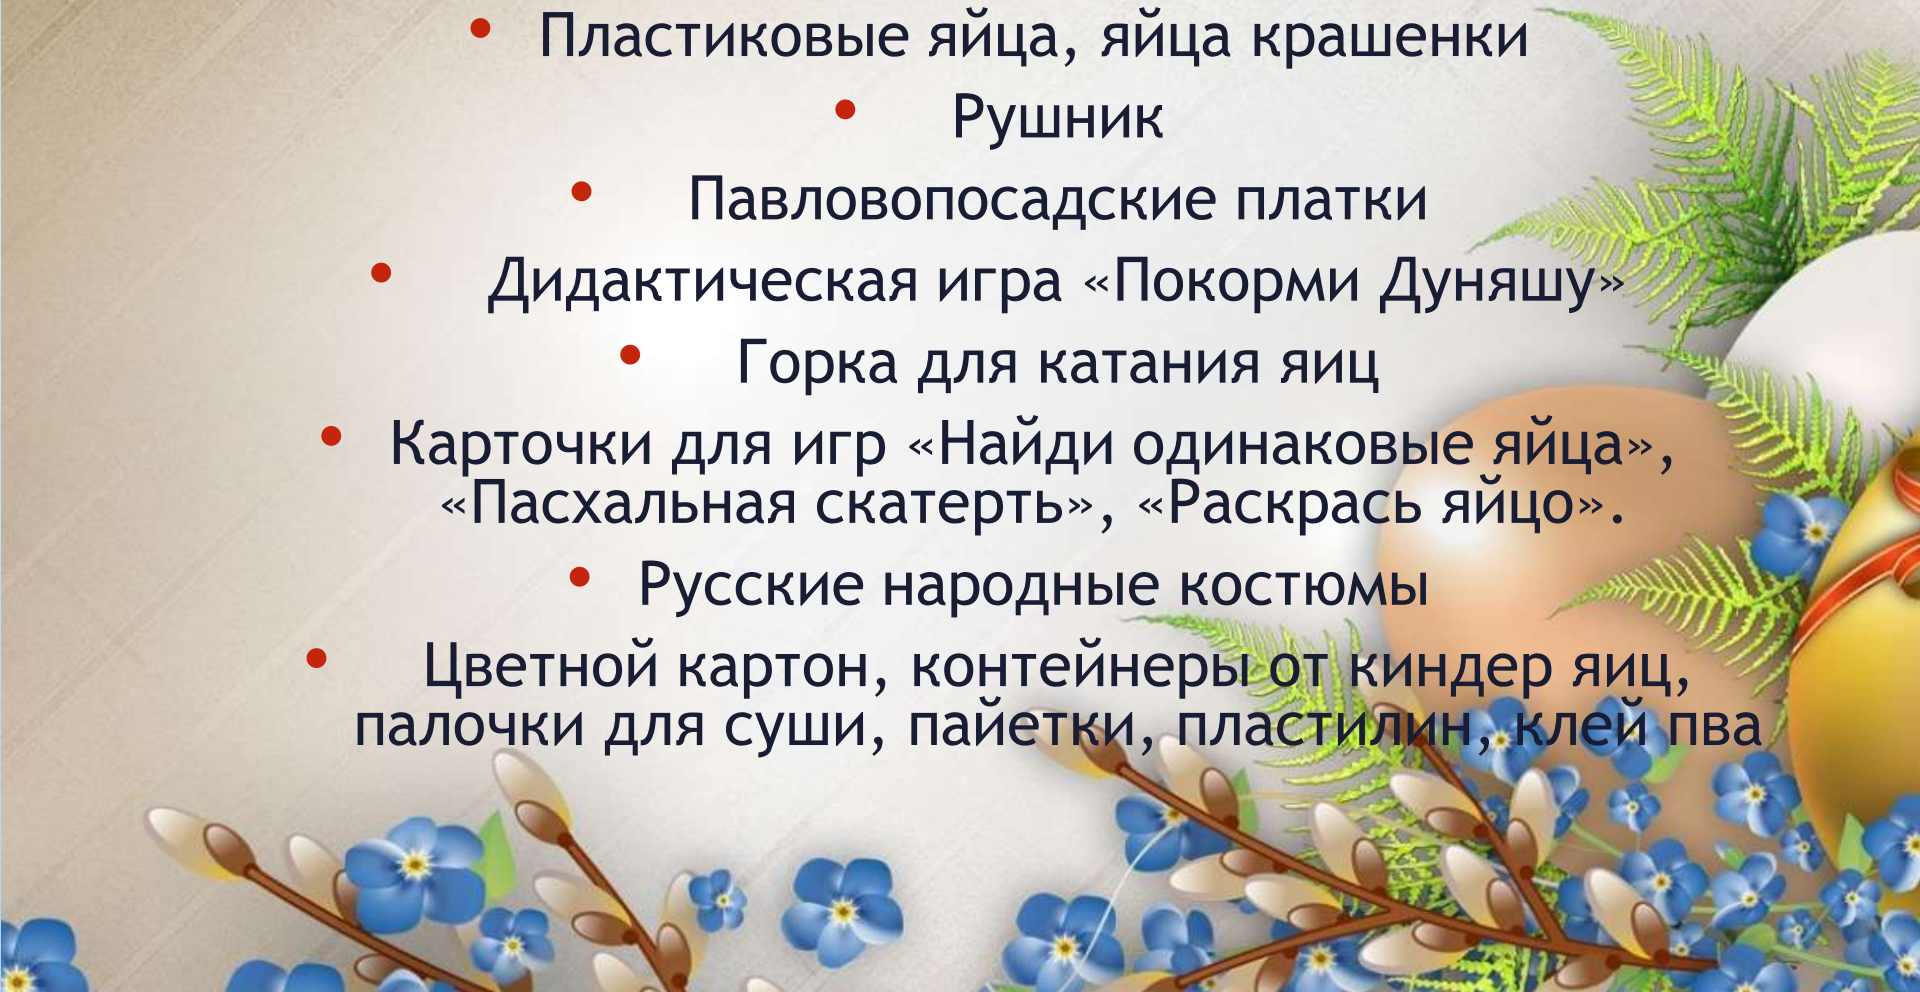 • Пластиковые яйца, яйца крашенки
• Рушник
• Павловопосадские платки
• Дидактическая игра «Покорми Дуняшу»
• Горка для катания яиц
• Карточки для игр «Найди одинаковые яйца»,
«Пасхальная скатерть», «Раскрась яйцо».
• Русские народные костюмы
• Цветной картон, контейнеры от киндер яиц,
палочки для суши, пайетки, пластилин, клей пва